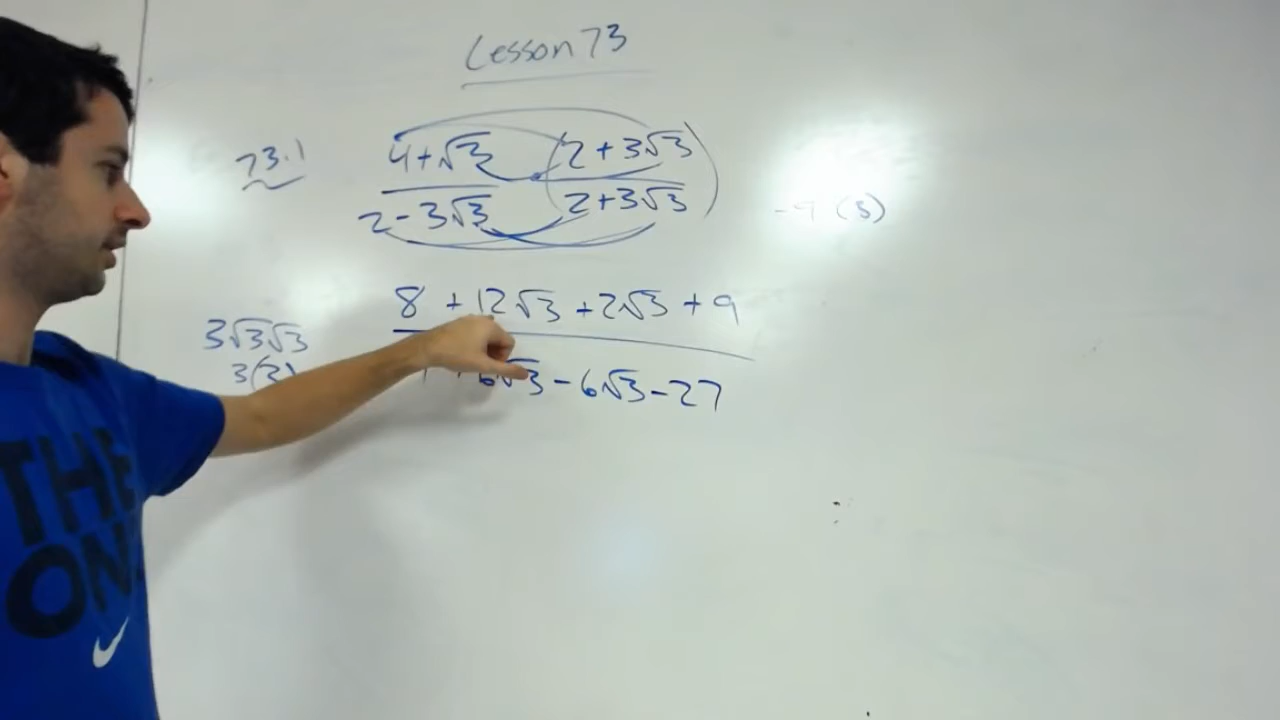 Lesson 73
73.1
4+√3 (2+3√3)
2-3√3 2+3√3
-9(3)
8 +12√3 +2√3 +9
6√3 -6√3 -27
3√3√3
3(3)
THE